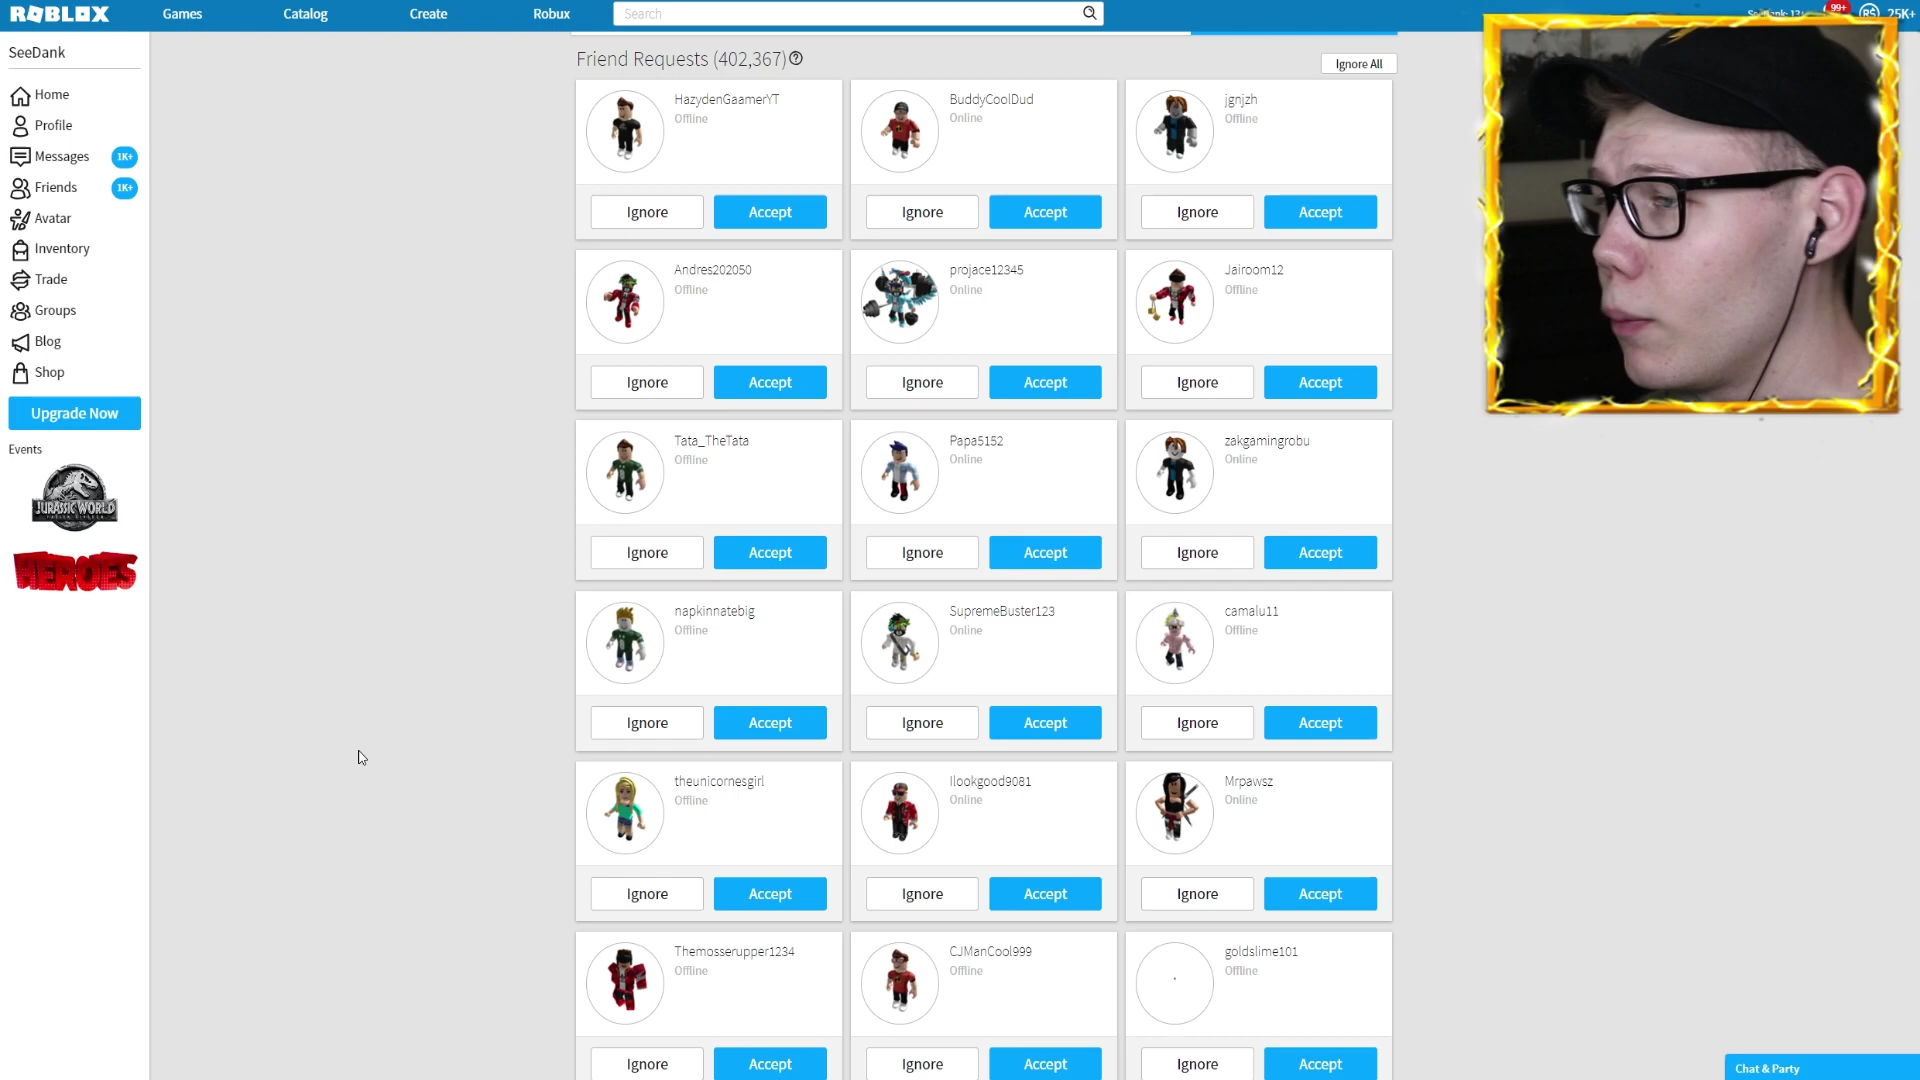 ROBLOX
Games
Catalog
Create
Robux
Search
99+
25K+
SeeDank
Home
Profile
Messages
1K+
Friends
1K+
Avatar
Inventory
Trade
Groups
Blog
Shop
Upgrade Now
Events
JURASSIC WORLD
HEROES
Friend Requests (402,367)
Ignore All
HazydenGaamerYT
Offline
Ignore
Accept
BuddyCoolDud
Online
Ignore
Accept
jgnjzh
Offline
Ignore
Accept
Andres202050
Offline
Ignore
Accept
projace12345
Online
Ignore
Accept
Jairoom12
Offline
Ignore
Accept
Tata_TheTata
Offline
Ignore
Accept
Papa5152
Online
Ignore
Accept
zakgamingrobu
Online
Ignore
Accept
napkinnatebig
Offline
Ignore
Accept
SupremeBuster123
Online
Ignore
Accept
camalu11
Offline
Ignore
Accept
theunicornesgirl
Offline
Ignore
Accept
Ilookgood9081
Online
Ignore
Accept
Mrpawsz
Online
Ignore
Accept
Themosserupper1234
Offline
Ignore
Accept
CJManCool999
Offline
Ignore
Accept
goldslime101
Offline
Ignore
Accept
Chat & Party